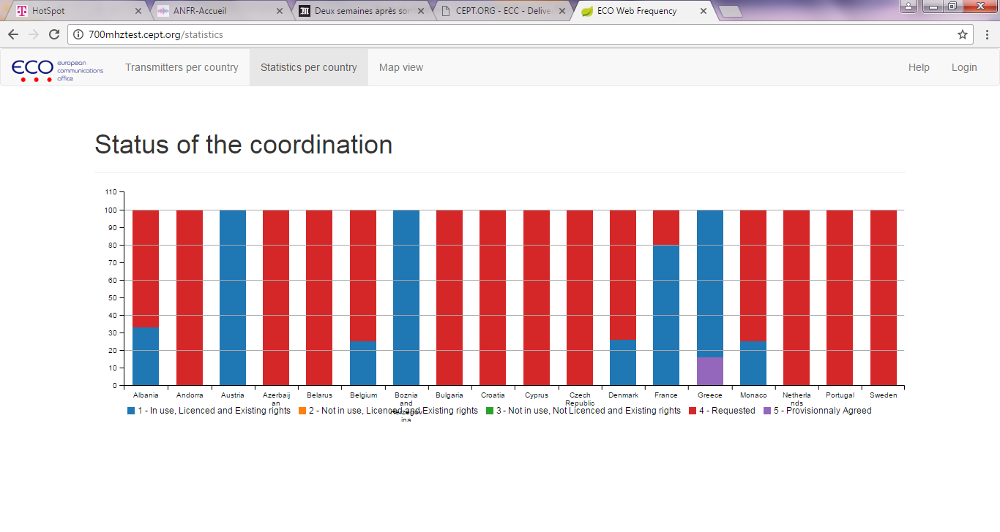 HotSpot
ANFR-Accueil
Deux semaines après son
CEPT.ORG - ECC - Delive
ECO Web Frequency
700mhztest.cept.org/statistics
ECO european
communications
office
Transmitters per country
Statistics per country
Map view
Help
Login
Status of the coordination
110
100
90
80
70
60
50
40
30
20
10
0
Albania
Andorra
Austria
Azerbaij
an
Belarus
Belgium
Boznia
and
Herzegov
ina
Bulgaria
Croatia
Cyprus
Czech
Republic
Denmark
France
Greece
Monaco
Netherla
nds
Portugal
Sweden
1 - In use, Licenced and Existing rights
2 - Not in use, Licenced and Existing rights
3 - Not in use, Not Licenced and Existing rights
4 - Requested
5 - Provisionnaly Agreed